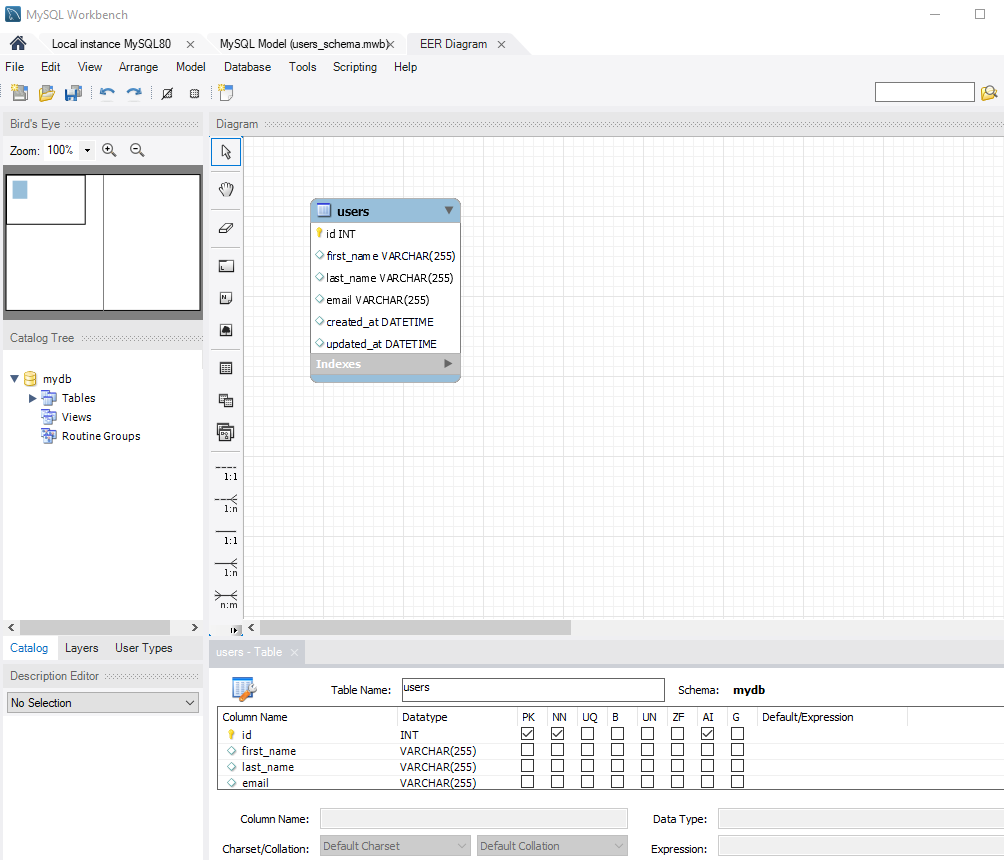 MySQL Workbench
Local instance MySQL80
MySQL Model (users_schema.mwb)
EER Diagram
File Edit View Arrange Model Database Tools Scripting Help
Bird's Eye
Zoom: 100%
Catalog Tree
mydb
Tables
Views
Routine Groups
Catalog Layers User Types
Description Editor
No Selection
Diagram
1:1
1:n
1:1
1:n
n:m
users
id INT
first_name VARCHAR(255)
last_name VARCHAR(255)
email VARCHAR(255)
created_at DATETIME
updated_at DATETIME
Indexes
users - Table
Table Name: users Schema: mydb
Column Name Datatype PK NN UQ B UN ZF AI G Default/Expression
id INT
first_name VARCHAR(255)
last_name VARCHAR(255)
email VARCHAR(255)
Column Name: Data Type:
Charset/Collation: Default Charset Default Collation Expression: